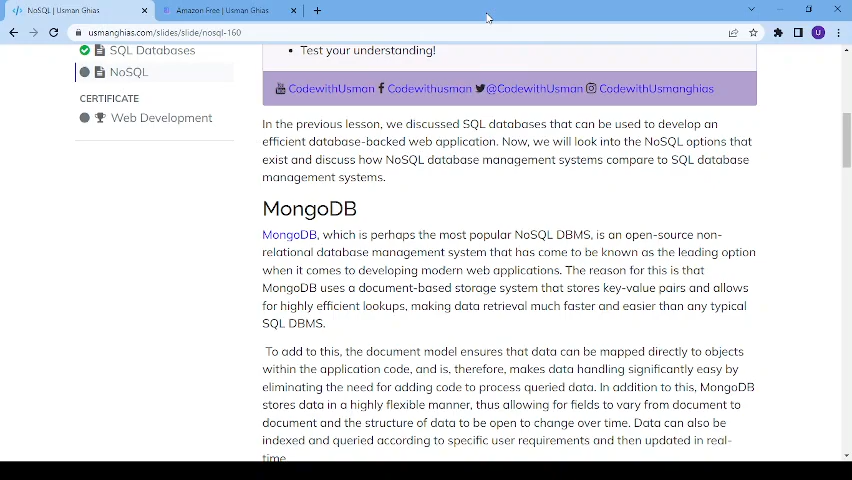 NoSQL | Usman Ghias
Amazon Free | Usman Ghias
usmanghias.com/slides/slide/nosql-160
U
SQL Databases
NoSQL
CERTIFICATE
Web Development
Test your understanding!
CodewithUsman Codewithusman @CodewithUsman CodewithUsmanghias
In the previous lesson, we discussed SQL databases that can be used to develop an
efficient database-backed web application. Now, we will look into the NoSQL options that
exist and discuss how NoSQL database management systems compare to SQL database
management systems.
MongoDB
MongoDB, which is perhaps the most popular NoSQL DBMS, is an open-source non-
relational database management system that has come to be known as the leading option
when it comes to developing modern web applications. The reason for this is that
MongoDB uses a document-based storage system that stores key-value pairs and allows
for highly efficient lookups, making data retrieval much faster and easier than any typical
SQL DBMS.
To add to this, the document model ensures that data can be mapped directly to objects
within the application code, and is, therefore, makes data handling significantly easy by
eliminating the need for adding code to process queried data. In addition to this, MongoDB
stores data in a highly flexible manner, thus allowing for fields to vary from document to
document and the structure of data to be open to change over time. Data can also be
indexed and queried according to specific user requirements and then updated in real-
time.